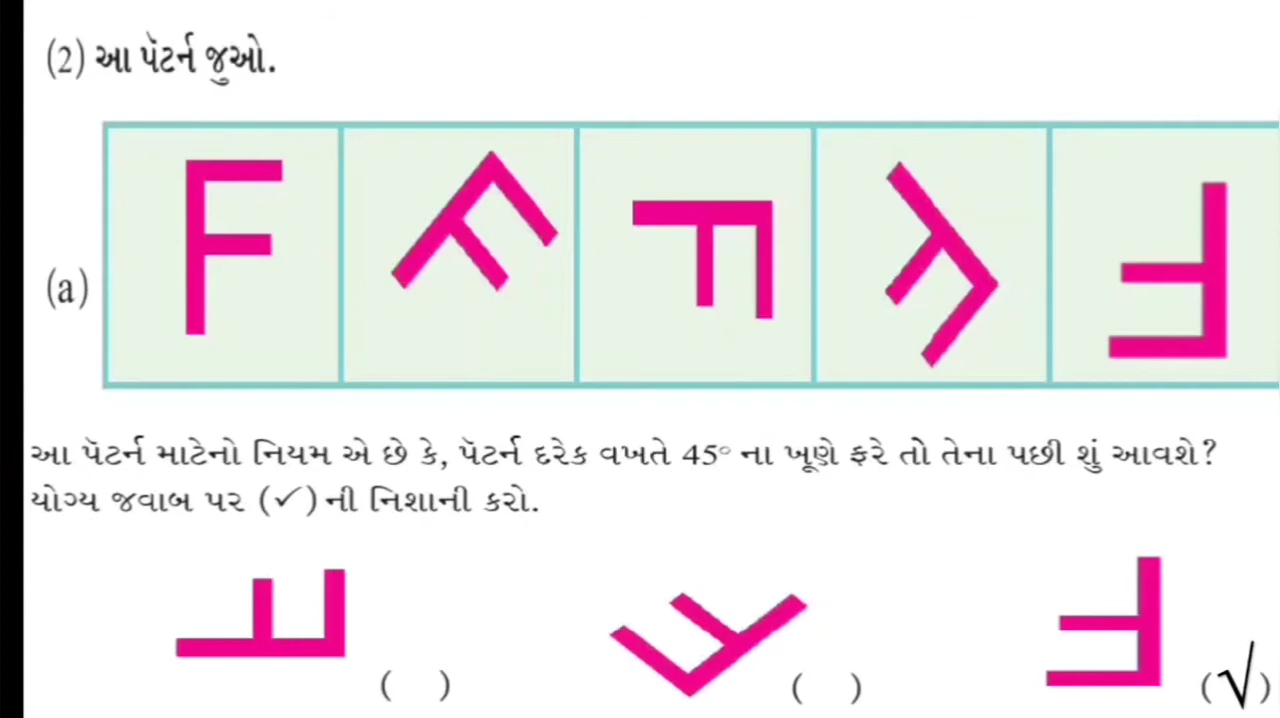 (2) આ પૅટર્ન જુઓ.
(a)
આ પૅટર્ન માટેનો નિયમ એ છે કે, પૅટર્ન દરેક વખતે 45° ના ખૂણે ફરે તો તેના પછી શું આવશે?
યોગ્ય જવાબ પર (✓) ની નિશાની કરો.
( ) ( ) (√)